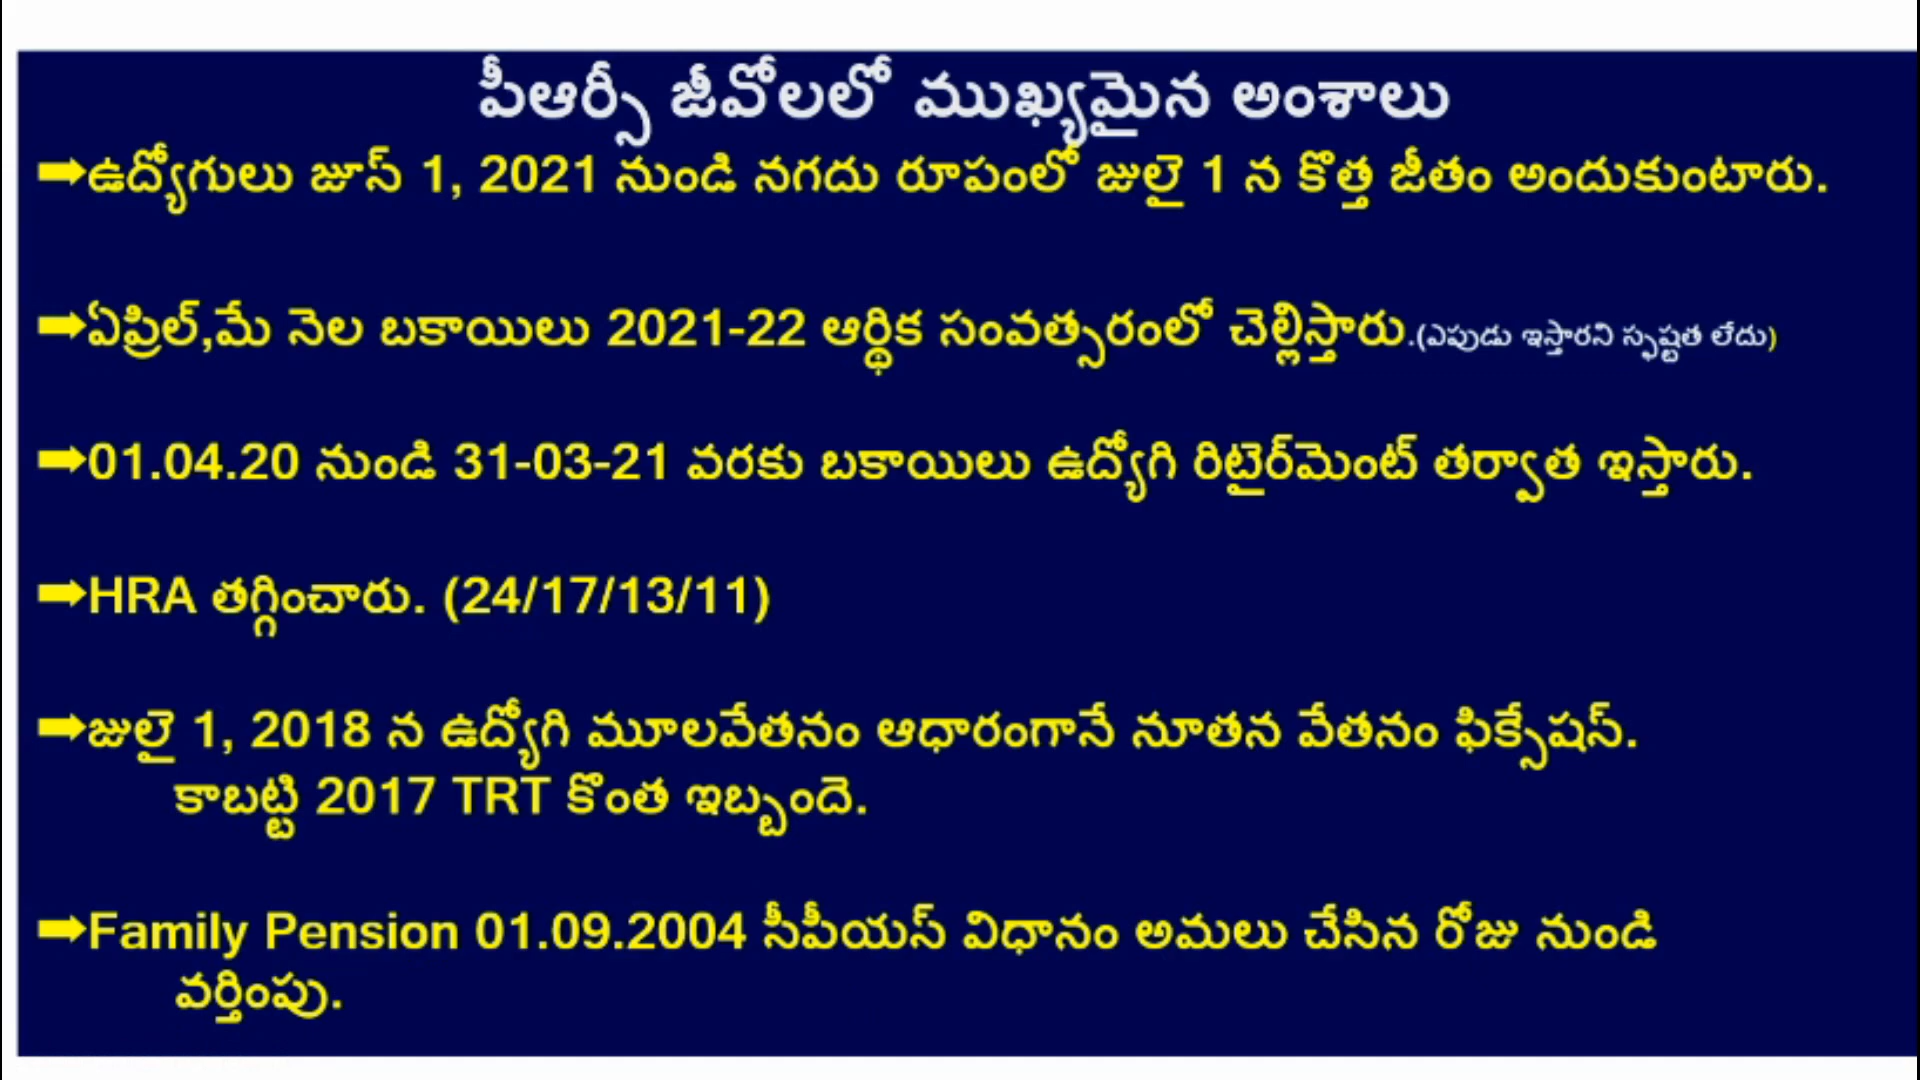 పీఆర్సీ జీవోలలో ముఖ్యమైన అంశాలు
➡ఉద్యోగులు జూన్ 1, 2021 నుండి నగదు రూపంలో జులై 1 న కొత్త జీతం అందుకుంటారు.
➡ఏప్రిల్,మే నెల బకాయిలు 2021-22 ఆర్థిక సంవత్సరంలో చెల్లిస్తారు.(ఎపుడు ఇస్తారని స్పష్టత లేదు)
➡01.04.20 నుండి 31-03-21 వరకు బకాయిలు ఉద్యోగి రిటైర్‌మెంట్ తర్వాత ఇస్తారు.
➡HRA తగ్గించారు. (24/17/13/11)
➡జులై 1, 2018 న ఉద్యోగి మూలవేతనం ఆధారంగానే నూతన వేతనం ఫిక్సేషన్.
కాబట్టి 2017 TRT కొంత ఇబ్బందె.
➡Family Pension 01.09.2004 సీపీయస్ విధానం అమలు చేసిన రోజు నుండి
వర్తింపు.